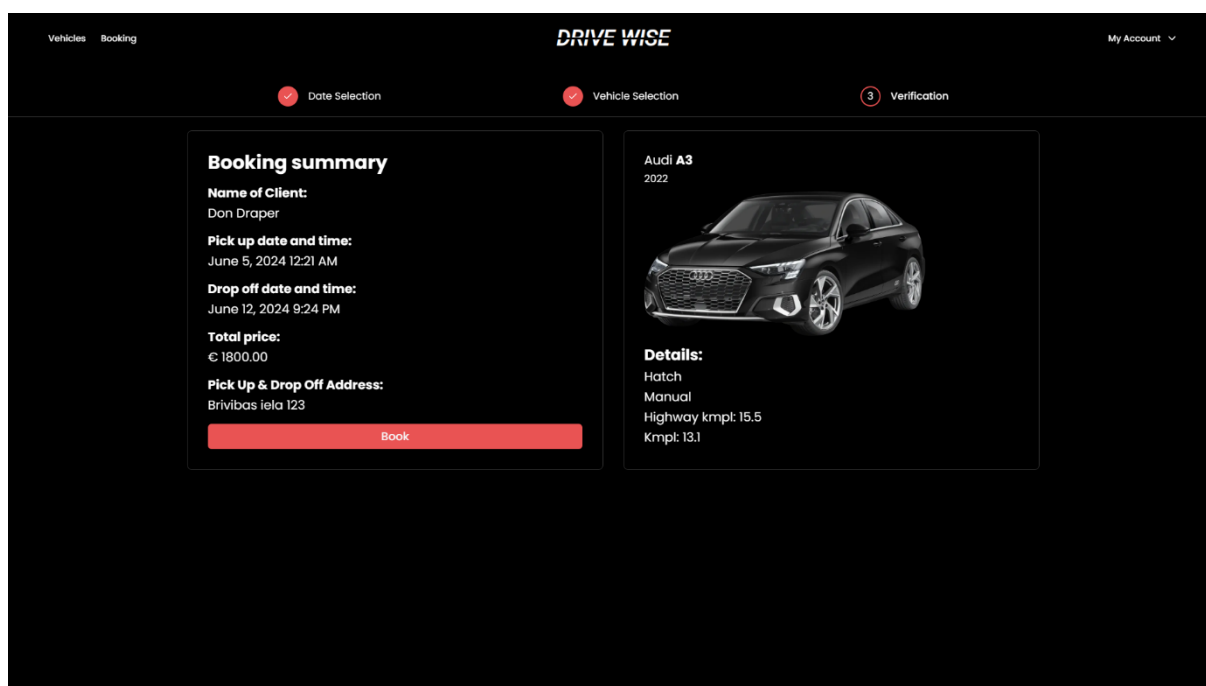 Vehicles Booking
DRIVE WISE
My Account
Date Selection
Vehicle Selection
3 Verification
Booking summary
Name of Client:
Don Draper
Pick up date and time:
June 5, 2024 12:21 AM
Drop off date and time:
June 12, 2024 9:24 PM
Total price:
€ 1800.00
Pick Up & Drop Off Address:
Brivibas iela 123
Book
Audi A3
2022
Details:
Hatch
Manual
Highway kmpl: 15.5
Kmpl: 13.1